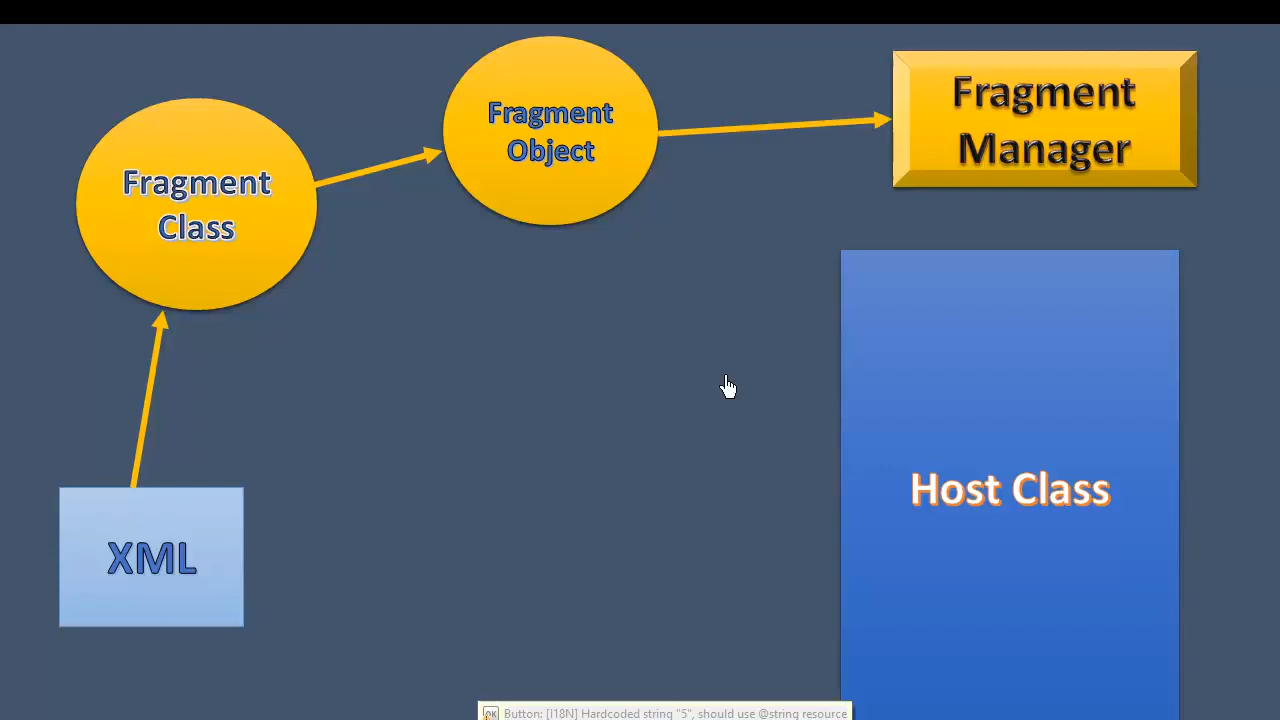 Fragment
Object
Fragment
Manager
Fragment
Class
Host Class
XML
Button: [I18N] Hardcoded string "5", should use @string resource